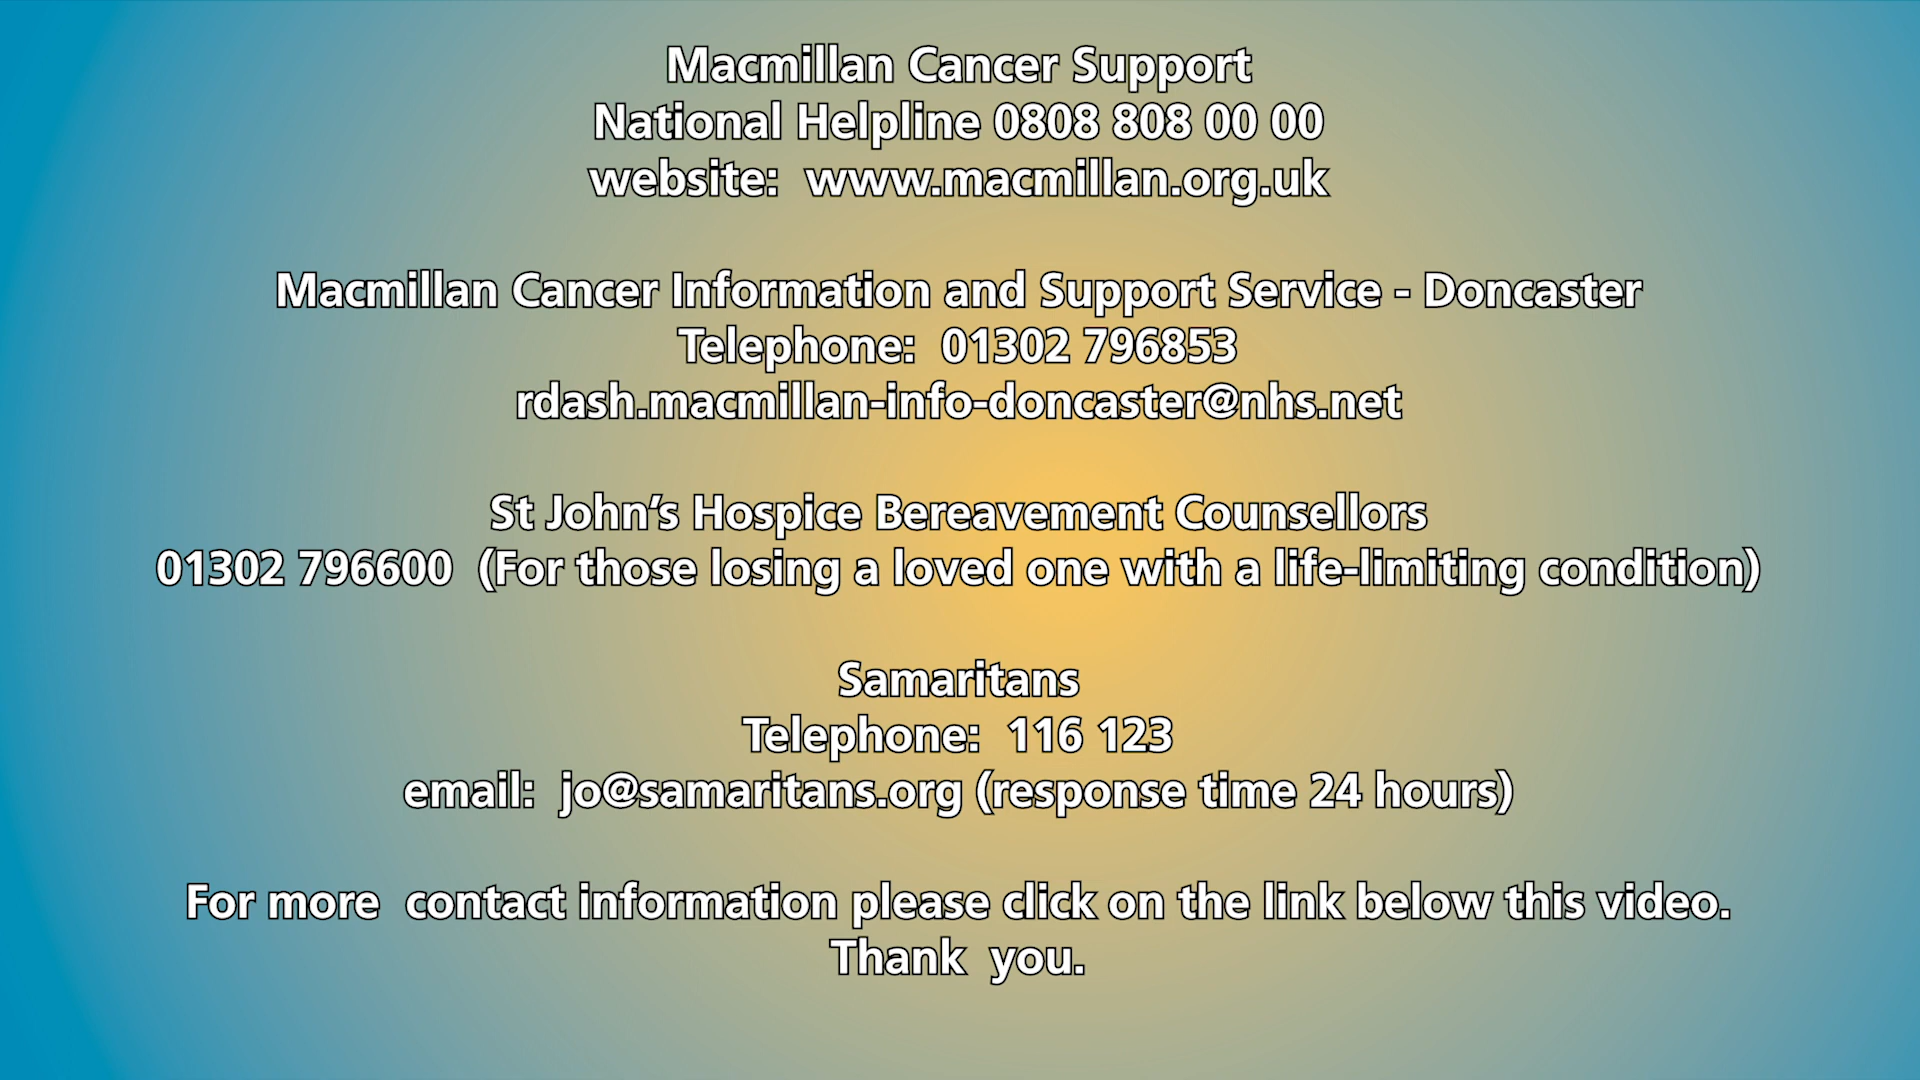 Macmillan Cancer Support
National Helpline 0808 808 00 00
website:  www.macmillan.org.uk
Macmillan Cancer Information and Support Service - Doncaster
Telephone:  01302 796853
rdash.macmillan-info-doncaster@nhs.net
St John‘s Hospice Bereavement Counsellors
01302 796600  (For those losing a loved one with a life-limiting condition)
Samaritans
Telephone:  116 123
email:  jo@samaritans.org (response time 24 hours)
For more  contact information please click on the link below this video.
Thank  you.